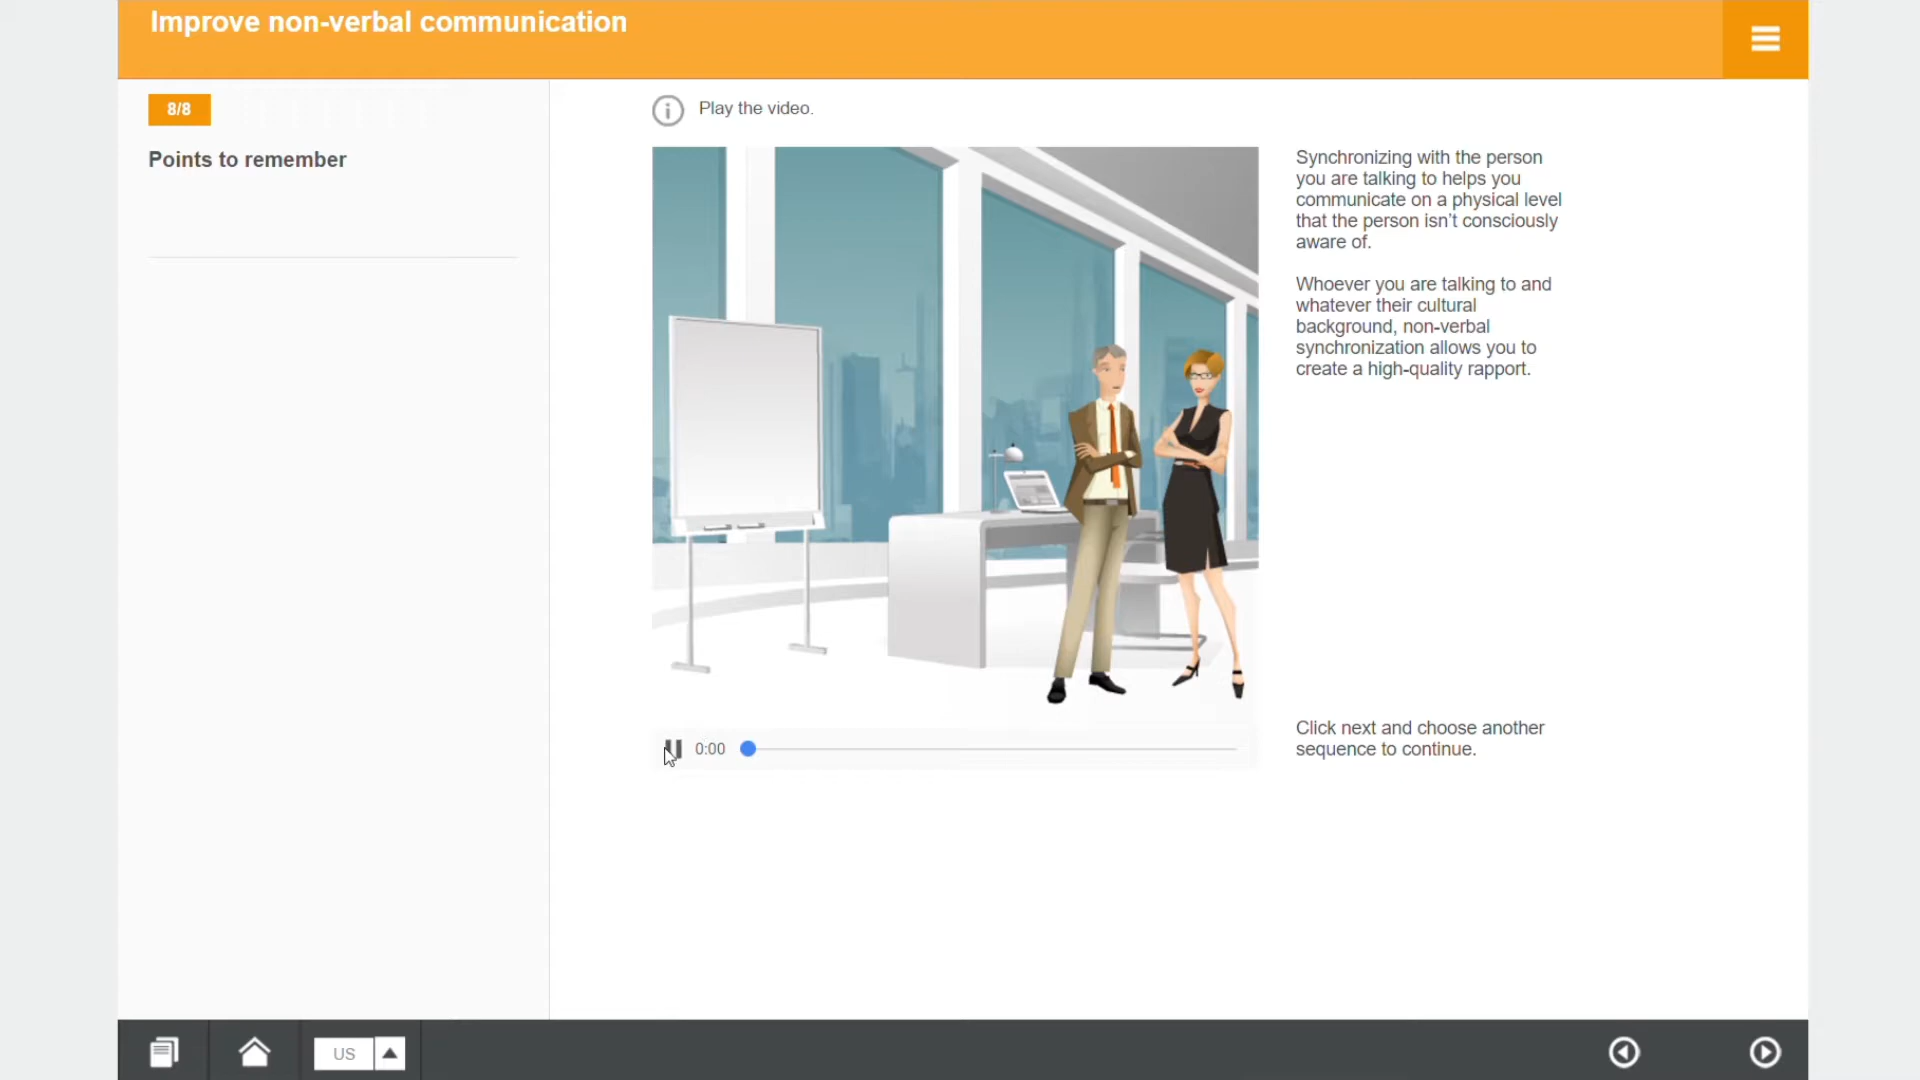 Improve non-verbal communication
8/8
Points to remember
Play the video.
Synchronizing with the person
you are talking to helps you
communicate on a physical level
that the person isn't consciously
aware of.
Whoever you are talking to and
whatever their cultural
background, non-verbal
synchronization allows you to
create a high-quality rapport.
Click next and choose another
sequence to continue.
0:00
US